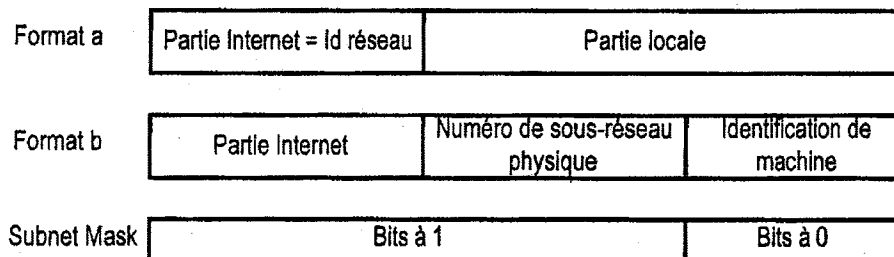 Format a
Partie Internet = Id réseau
Partie locale
Format b
Partie Internet
Numéro de sous-réseau
physique
Identification de
machine
Subnet Mask
Bits à 1
Bits à 0